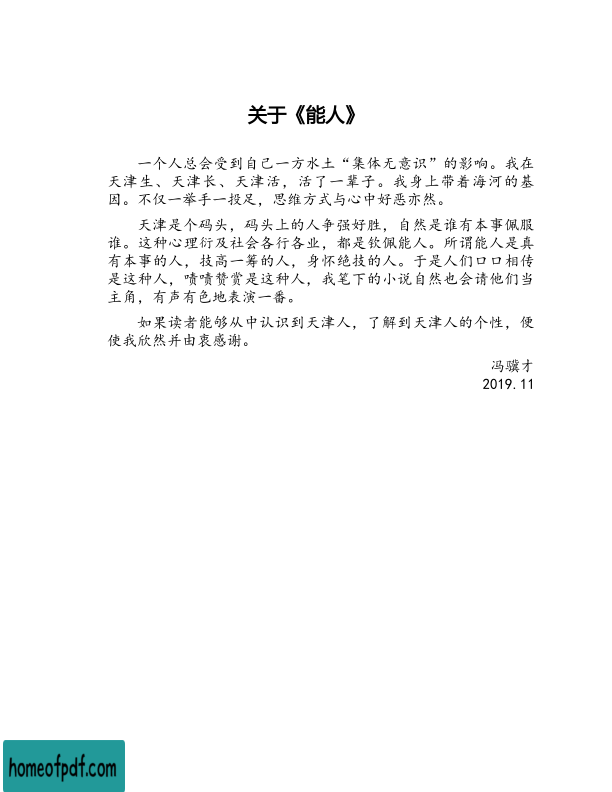 关于《能人》
一个人总会受到自己一方水土“集体无意识”的影响。我在
天津生、天津长、天津活，活了一辈子。我身上带着海河的基
因。不仅一举手一投足，思维方式与心中好恶亦然。
天津是个码头，码头上的人争强好胜，自然是谁有本事佩服
谁。这种心理衍及社会各行各业，都是钦佩能人。所谓能人是真
有本事的人，技高一筹的人，身怀绝技的人。于是人们口口相传
是这种人，啧啧赞赏是这种人，我笔下的小说自然也会请他们当
主角，有声有色地表演一番。
如果读者能够从中认识到天津人，了解到天津人的个性，便
使我欣然并由衷感谢。
冯骥才
2019.11
homeofpdf.com